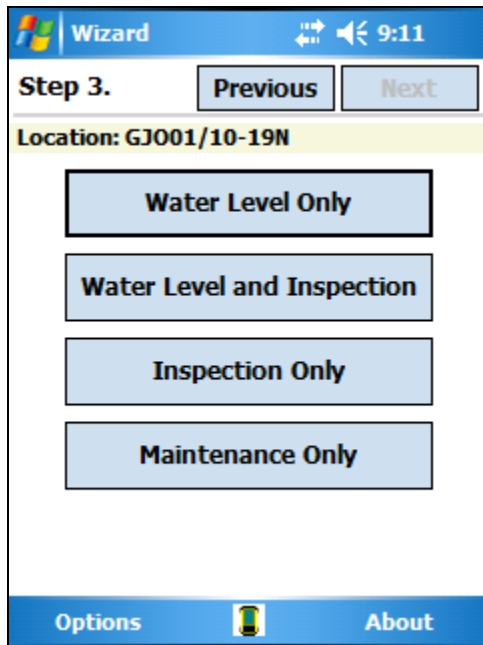 Wizard 9:11
Step 3. Previous Next
Location: GJO01/10-19N
Water Level Only
Water Level and Inspection
Inspection Only
Maintenance Only
Options About